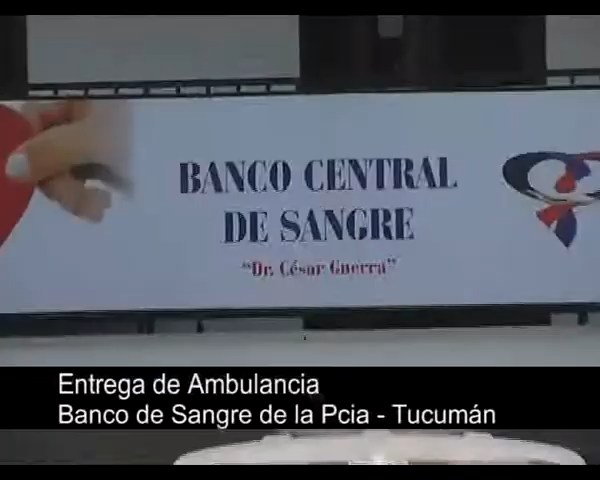 BANCO CENTRAL
DE SANGRE
"Dr. César Guerra"
Entrega de Ambulancia
Banco de Sangre de la Pcia - Tucumán